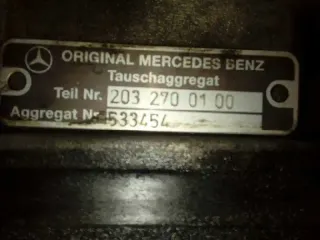 ORIGINAL MERCEDES BENZ
Tauschaggregat
Teil Nr. 203 270 01 00
Aggregat Nr. 533454